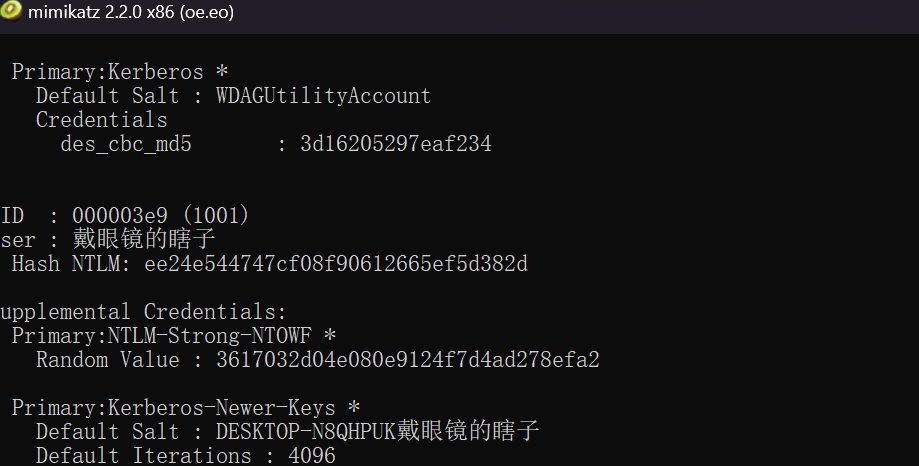 mimikatz 2.2.0 x86 (oe.eo)
Primary:Kerberos *
Default Salt : WDAGUtilityAccount
Credentials
des_cbc_md5 : 3d16205297eaf234
ID : 000003e9 (1001)
ser : 戴眼镜的瞎子
Hash NTLM: ee24e544747cf08f90612665ef5d382d
upplemental Credentials:
Primary:NTLM-Strong-NTOWF *
Random Value : 3617032d04e080e9124f7d4ad278efa2
Primary:Kerberos-Newer-Keys *
Default Salt : DESKTOP-N8QHPUK戴眼镜的瞎子
Default Iterations : 4096